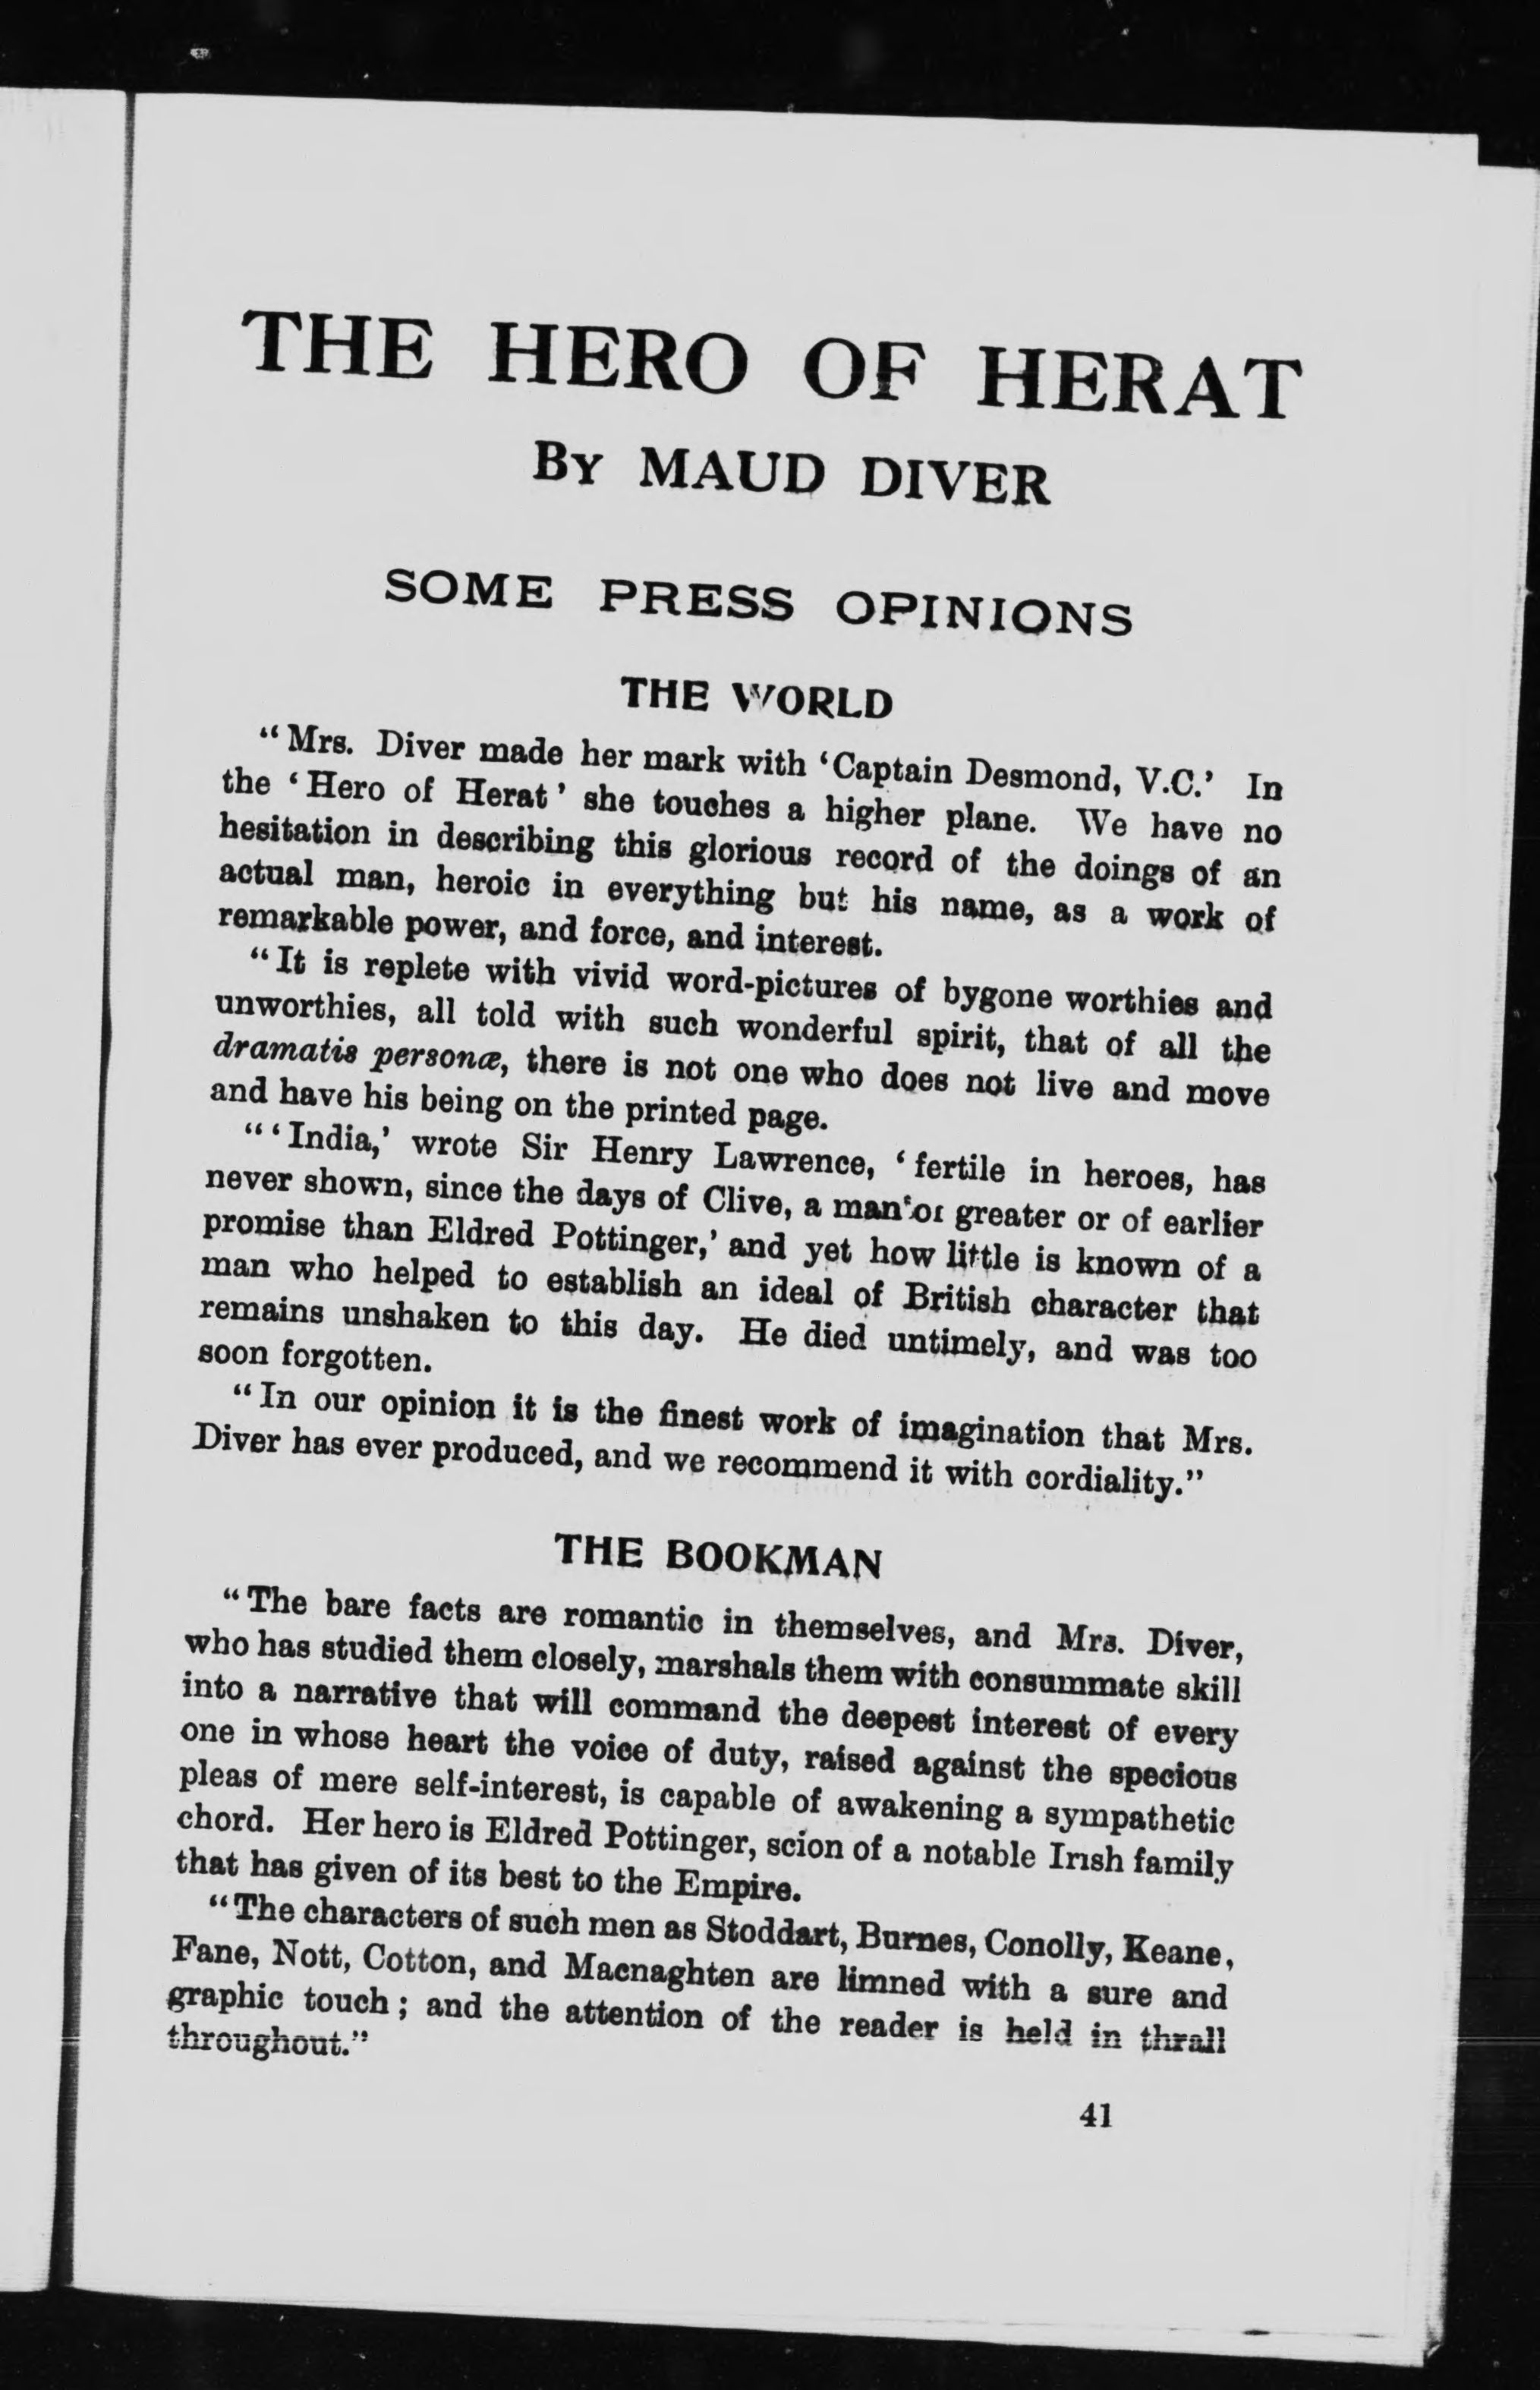 THE HERO OF HERAT
BY MAUD DIVER
SOME PRESS OPINIONS
THE WORLD
“Mrs. Diver made her mark with ‘Captain Desmond, V.C.’ In
the ‘Hero of Herat’ she touches a higher plane. We have no
hesitation in describing this glorious record of the doings of an
actual man, heroic in everything but his name, as a work of
remarkable power, and force, and interest.
“It is replete with vivid word-pictures of bygone worthies and
unworthies, all told with such wonderful spirit, that of all the
dramatis personæ, there is not one who does not live and move
and have his being on the printed page.
“‘India,’ wrote Sir Henry Lawrence, ‘fertile in heroes, has
never shown, since the days of Clive, a man of greater or of earlier
promise than Eldred Pottinger,’ and yet how little is known of a
man who helped to establish an ideal of British character that
remains unshaken to this day. He died untimely, and was too
soon forgotten.
“In our opinion it is the finest work of imagination that Mrs.
Diver has ever produced, and we recommend it with cordiality.”
THE BOOKMAN
“The bare facts are romantic in themselves, and Mrs. Diver,
who has studied them closely, marshals them with consummate skill
into a narrative that will command the deepest interest of every
one in whose heart the voice of duty, raised against the specious
pleas of mere self-interest, is capable of awakening a sympathetic
chord. Her hero is Eldred Pottinger, scion of a notable Irish family
that has given of its best to the Empire.
“The characters of such men as Stoddart, Burnes, Conolly, Keane,
Fane, Nott, Cotton, and Macnaghten are limned with a sure and
graphic touch; and the attention of the reader is held in thrall
throughout.”
41